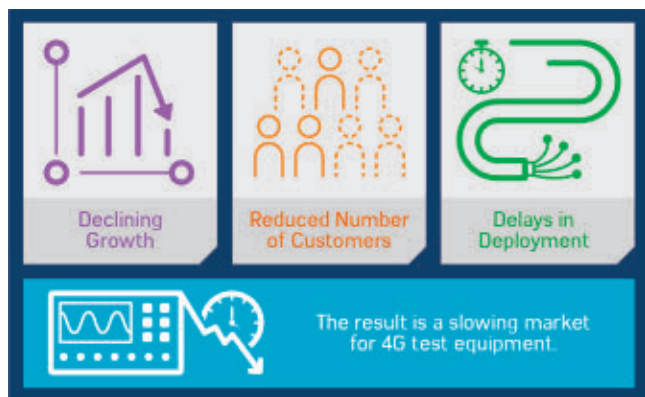 Declining
Growth
Reduced Number
of Customers
Delays in
Deployment
The result is a slowing market
for 4G test equipment.